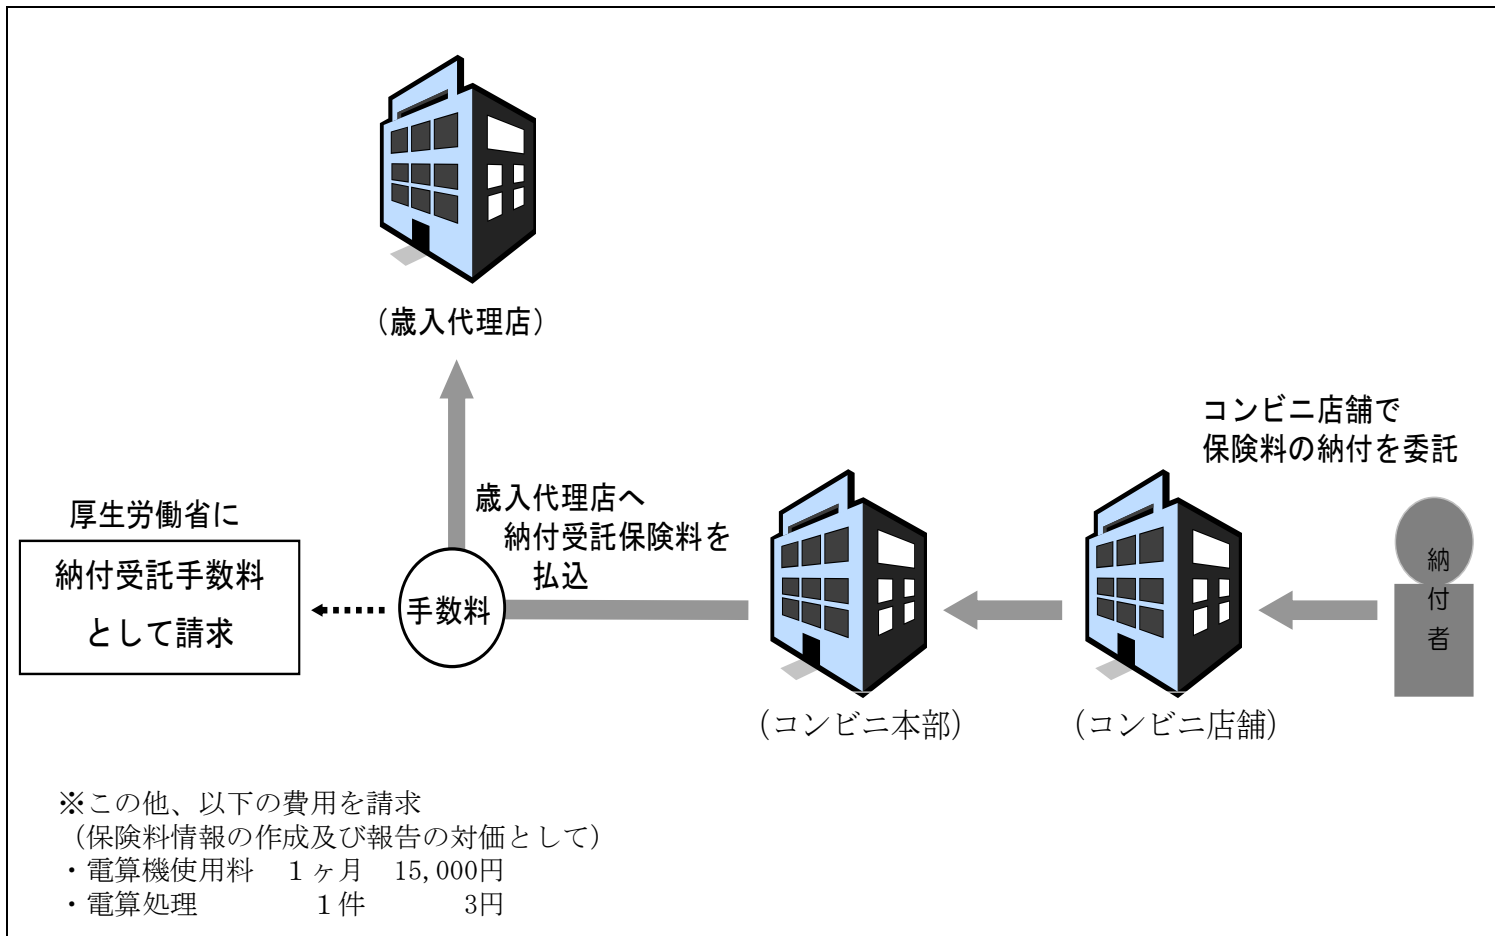 （歳入代理店）
コンビニ店舗で
保険料の納付を委託
歳入代理店へ
納付受託保険料を
払込
厚生労働省に
納付受託手数料
として請求
手数料
納付者
（コンビニ本部）
（コンビニ店舗）
※この他、以下の費用を請求
（保険料情報の作成及び報告の対価として）
・電算機使用料　１ヶ月　15,000円
・電算処理　　　　１件　　　3円